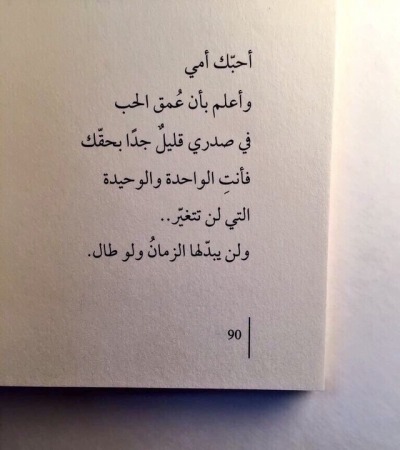 أحبّك أمي
وأعلم بأن عُمق الحب
في صدري قليلٌ جدًا بحقّك
فأنتِ الواحدة والوحيدة
التي لن تتغيّر..
ولن يبدّلها الزمانُ ولو طال.
90